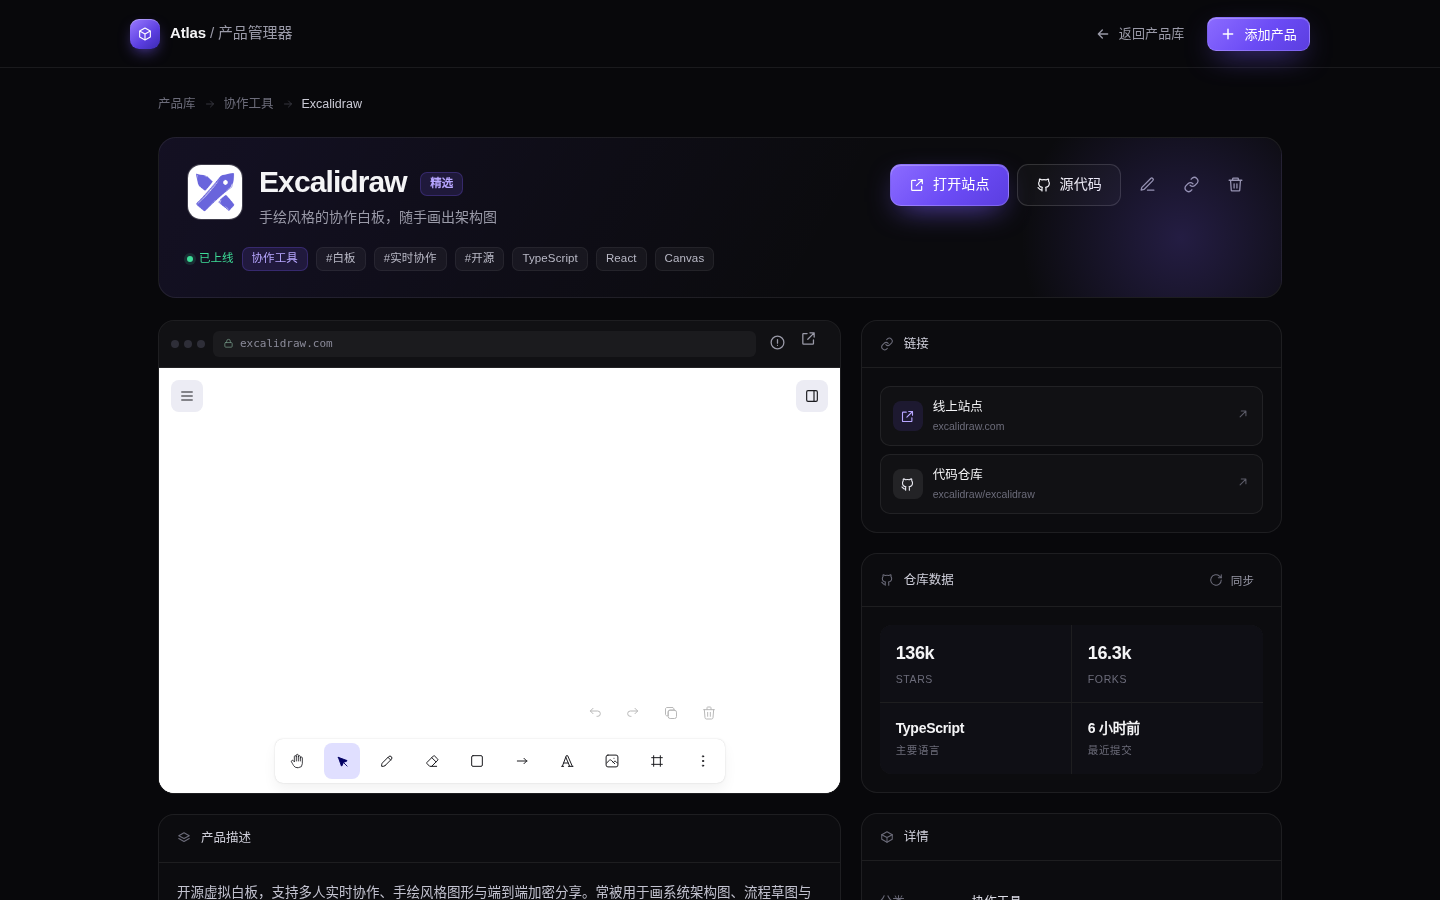 Atlas / 产品管理器
返回产品库
添加产品
产品库 → 协作工具 → Excalidraw
Excalidraw
精选
手绘风格的协作白板，随手画出架构图
打开站点
源代码
已上线
协作工具
#白板
#实时协作
#开源
TypeScript
React
Canvas
excalidraw.com
链接
线上站点
excalidraw.com
代码仓库
excalidraw/excalidraw
仓库数据
同步
136k
STARS
16.3k
FORKS
TypeScript
主要语言
6 小时前
最近提交
产品描述
开源虚拟白板，支持多人实时协作、手绘风格图形与端到端加密分享。常被用于画系统架构图、流程草图与
详情
分类
协作工具